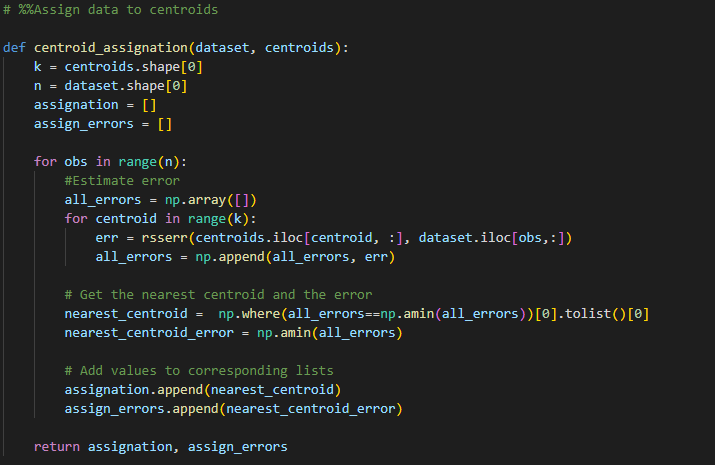 # %%Assign data to centroids
def centroid_assignation(dataset, centroids):
    k = centroids.shape[0]
    n = dataset.shape[0]
    assignation = []
    assign_errors = []
    for obs in range(n):
        #Estimate error
        all_errors = np.array([])
        for centroid in range(k):
            err = rsserr(centroids.iloc[centroid, :], dataset.iloc[obs,:])
            all_errors = np.append(all_errors, err)
        # Get the nearest centroid and the error
        nearest_centroid =  np.where(all_errors==np.amin(all_errors))[0].tolist()[0]
        nearest_centroid_error = np.amin(all_errors)
        # Add values to corresponding lists
        assignation.append(nearest_centroid)
        assign_errors.append(nearest_centroid_error)
    return assignation, assign_errors